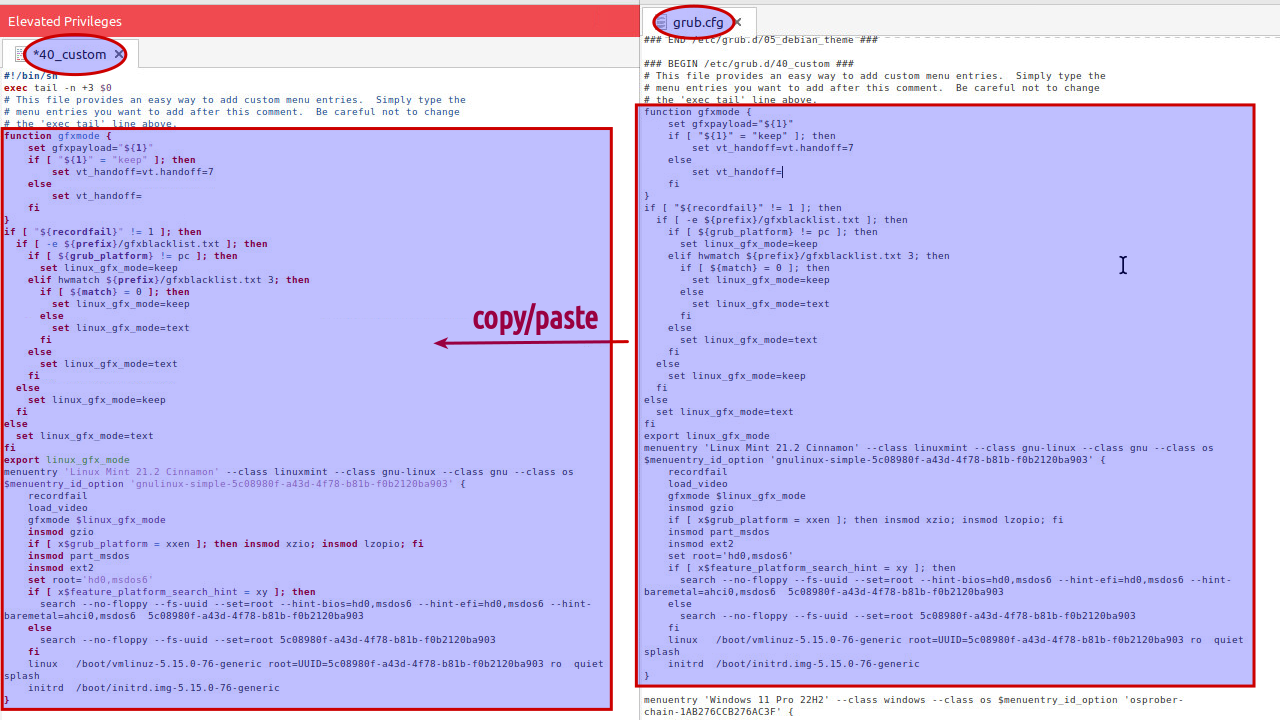 Elevated Privileges
*40_custom ×
#!/bin/sh
exec tail -n +3 $0
# This file provides an easy way to add custom menu entries.  Simply type the
# menu entries you want to add after this comment.  Be careful not to change
# the 'exec tail' line above.
function gfxmode {
    set gfxpayload="${1}"
    if [ "${1}" = "keep" ]; then
        set vt_handoff=vt.handoff=7
    else
        set vt_handoff=
    fi
}
if [ "${recordfail}" != 1 ]; then
  if [ -e ${prefix}/gfxblacklist.txt ]; then
    if [ ${grub_platform} != pc ]; then
      set linux_gfx_mode=keep
    elif hwmatch ${prefix}/gfxblacklist.txt 3; then
      if [ ${match} = 0 ]; then
        set linux_gfx_mode=keep
      else
        set linux_gfx_mode=text
      fi
    else
      set linux_gfx_mode=text
    fi
  else
    set linux_gfx_mode=keep
  fi
else
  set linux_gfx_mode=text
fi
export linux_gfx_mode
menuentry 'Linux Mint 21.2 Cinnamon' --class linuxmint --class gnu-linux --class gnu --class os
$menuentry_id_option 'gnulinux-simple-5c08980f-a43d-4f78-b81b-f0b2120ba903' {
    recordfail
    load_video
    gfxmode $linux_gfx_mode
    insmod gzio
    if [ x$grub_platform = xxen ]; then insmod xzio; insmod lzopio; fi
    insmod part_msdos
    insmod ext2
    set root='hd0,msdos6'
    if [ x$feature_platform_search_hint = xy ]; then
      search --no-floppy --fs-uuid --set=root --hint-bios=hd0,msdos6 --hint-efi=hd0,msdos6 --hint-
baremetal=ahci0,msdos6  5c08980f-a43d-4f78-b81b-f0b2120ba903
    else
      search --no-floppy --fs-uuid --set=root 5c08980f-a43d-4f78-b81b-f0b2120ba903
    fi
    linux   /boot/vmlinuz-5.15.0-76-generic root=UUID=5c08980f-a43d-4f78-b81b-f0b2120ba903 ro  quiet
splash
    initrd  /boot/initrd.img-5.15.0-76-generic
}
copy/paste
grub.cfg ×
### END /etc/grub.d/05_debian_theme ###
### BEGIN /etc/grub.d/40_custom ###
# This file provides an easy way to add custom menu entries.  Simply type the
# menu entries you want to add after this comment.  Be careful not to change
# the 'exec tail' line above.
function gfxmode {
    set gfxpayload="${1}"
    if [ "${1}" = "keep" ]; then
        set vt_handoff=vt.handoff=7
    else
        set vt_handoff=
    fi
}
if [ "${recordfail}" != 1 ]; then
  if [ -e ${prefix}/gfxblacklist.txt ]; then
    if [ ${grub_platform} != pc ]; then
      set linux_gfx_mode=keep
    elif hwmatch ${prefix}/gfxblacklist.txt 3; then
      if [ ${match} = 0 ]; then
        set linux_gfx_mode=keep
      else
        set linux_gfx_mode=text
      fi
    else
      set linux_gfx_mode=text
    fi
  else
    set linux_gfx_mode=keep
  fi
else
  set linux_gfx_mode=text
fi
export linux_gfx_mode
menuentry 'Linux Mint 21.2 Cinnamon' --class linuxmint --class gnu-linux --class gnu --class os
$menuentry_id_option 'gnulinux-simple-5c08980f-a43d-4f78-b81b-f0b2120ba903' {
    recordfail
    load_video
    gfxmode $linux_gfx_mode
    insmod gzio
    if [ x$grub_platform = xxen ]; then insmod xzio; insmod lzopio; fi
    insmod part_msdos
    insmod ext2
    set root='hd0,msdos6'
    if [ x$feature_platform_search_hint = xy ]; then
      search --no-floppy --fs-uuid --set=root --hint-bios=hd0,msdos6 --hint-efi=hd0,msdos6 --hint-
baremetal=ahci0,msdos6  5c08980f-a43d-4f78-b81b-f0b2120ba903
    else
      search --no-floppy --fs-uuid --set=root 5c08980f-a43d-4f78-b81b-f0b2120ba903
    fi
    linux   /boot/vmlinuz-5.15.0-76-generic root=UUID=5c08980f-a43d-4f78-b81b-f0b2120ba903 ro  quiet
splash
    initrd  /boot/initrd.img-5.15.0-76-generic
}
menuentry 'Windows 11 Pro 22H2' --class windows --class os $menuentry_id_option 'osprober-
chain-1AB276CCB276AC3F' {